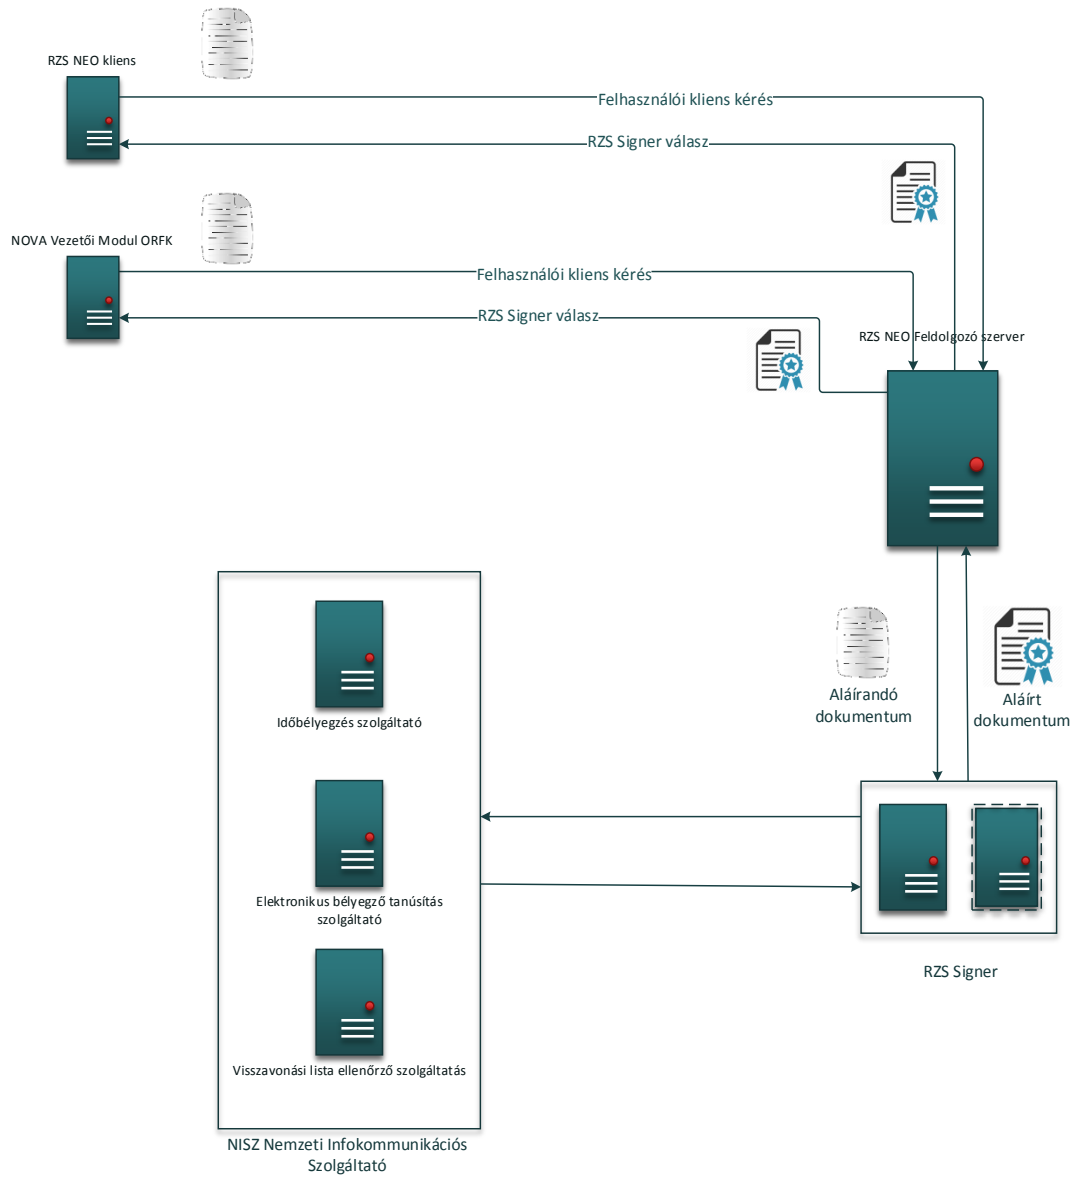 RZS NEO kliens
Felhasználói kliens kérés
RZS Signer válasz
NOVA Vezetői Modul ORFK
Felhasználói kliens kérés
RZS Signer válasz
RZS NEO Feldolgozó szerver
Aláírandó
dokumentum
Aláírt
dokumentum
Időbélyegzés szolgáltató
Elektronikus bélyegző tanúsítás
szolgáltató
RZS Signer
Visszavonási lista ellenőrző szolgáltatás
NISZ Nemzeti Infokommunikációs
Szolgáltató